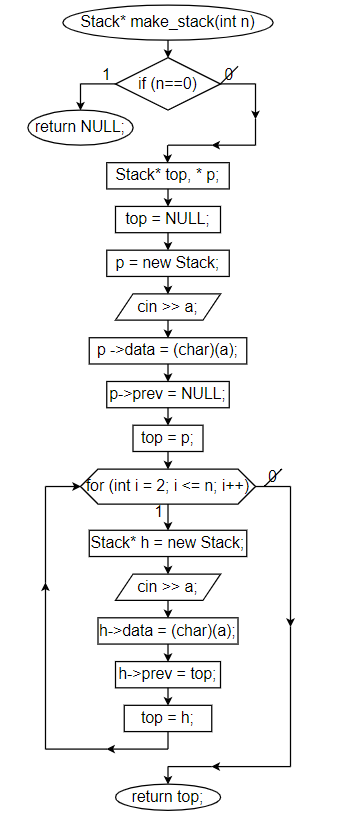 Stack* make_stack(int n)
if (n==0)
1
0
return NULL;
Stack* top, * p;
top = NULL;
p = new Stack;
cin >> a;
p ->data = (char)(a);
p->prev = NULL;
top = p;
for (int i = 2; i <= n; i++)
0
1
Stack* h = new Stack;
cin >> a;
h->data = (char)(a);
h->prev = top;
top = h;
return top;